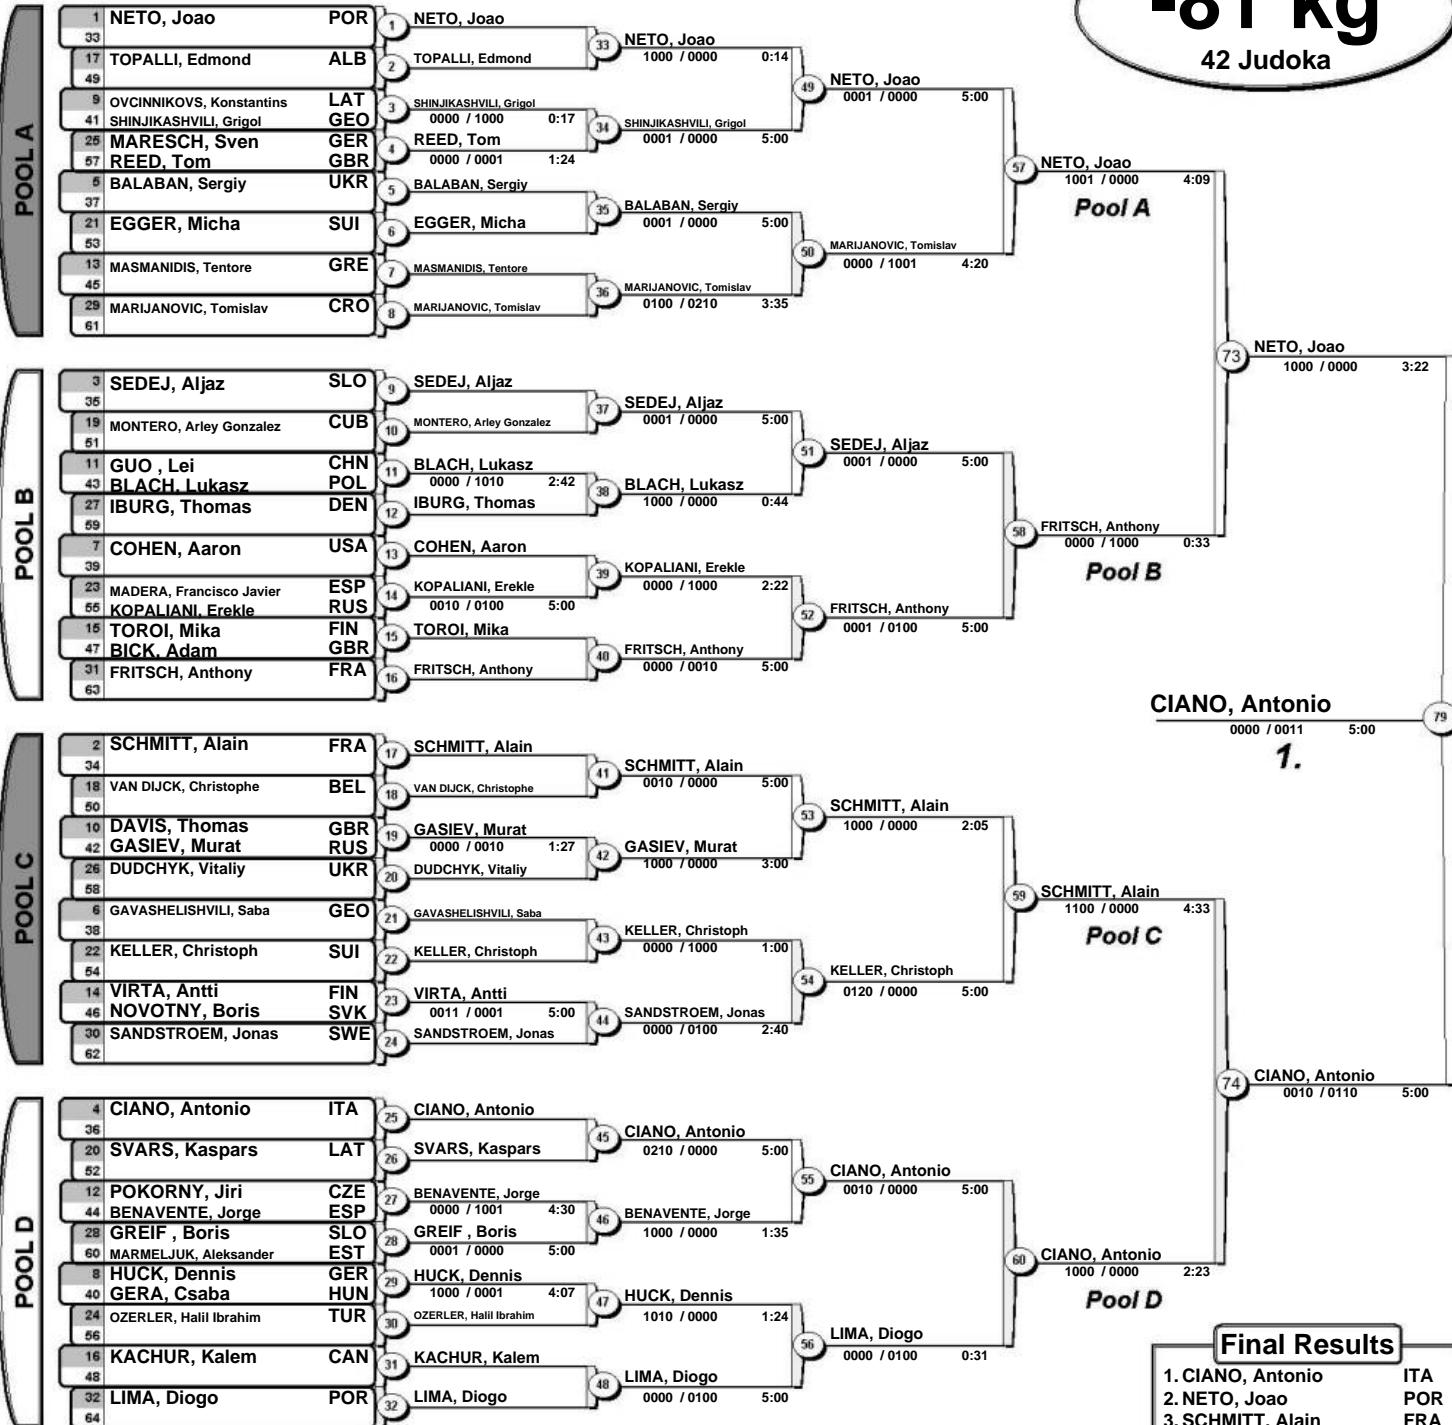 -81 kg
42 Judoka
POOL A
1 NETO, Joao POR
33
17 TOPALLI, Edmond ALB
49
9 OVCINNIKOVS, Konstantins LAT
41 SHINJIKASHVILI, Grigol GEO
25 MARESCH, Sven GER
57 REED, Tom GBR
5 BALABAN, Sergiy UKR
37
21 EGGER, Micha SUI
53
13 MASMANIDIS, Tentore GRE
45
29 MARIJANOVIC, Tomislav CRO
61
1 NETO, Joao
2 TOPALLI, Edmond
3 SHINJIKASHVILI, Grigol
0000 / 1000 0:17
4 REED, Tom
0000 / 0001 1:24
5 BALABAN, Sergiy
6 EGGER, Micha
7 MASMANIDIS, Tentore
8 MARIJANOVIC, Tomislav
33 NETO, Joao
1000 / 0000 0:14
34 SHINJIKASHVILI, Grigol
0001 / 0000 5:00
35 BALABAN, Sergiy
0001 / 0000 5:00
36 MARIJANOVIC, Tomislav
0100 / 0210 3:35
49 NETO, Joao
0001 / 0000 5:00
50 MARIJANOVIC, Tomislav
0000 / 1001 4:20
57 NETO, Joao
1001 / 0000 4:09
Pool A
POOL B
3 SEDEJ, Aljaz SLO
35
19 MONTERO, Arley Gonzalez CUB
51
11 GUO , Lei CHN
43 BLACH, Lukasz POL
27 IBURG, Thomas DEN
59
7 COHEN, Aaron USA
39
23 MADERA, Francisco Javier ESP
55 KOPALIANI, Erekle RUS
15 TOROI, Mika FIN
47 BICK, Adam GBR
31 FRITSCH, Anthony FRA
63
9 SEDEJ, Aljaz
10 MONTERO, Arley Gonzalez
11 BLACH, Lukasz
0000 / 1010 2:42
12 IBURG, Thomas
13 COHEN, Aaron
14 KOPALIANI, Erekle
0010 / 0100 5:00
15 TOROI, Mika
16 FRITSCH, Anthony
37 SEDEJ, Aljaz
0001 / 0000 5:00
38 BLACH, Lukasz
1000 / 0000 0:44
39 KOPALIANI, Erekle
0000 / 1000 2:22
40 FRITSCH, Anthony
0000 / 0010 5:00
51 SEDEJ, Aljaz
0001 / 0000 5:00
52 FRITSCH, Anthony
0001 / 0100 5:00
58 FRITSCH, Anthony
0000 / 1000 0:33
Pool B
73 NETO, Joao
1000 / 0000 3:22
CIANO, Antonio
79
0000 / 0011 5:00
1.
POOL C
2 SCHMITT, Alain FRA
34
18 VAN DIJCK, Christophe BEL
50
10 DAVIS, Thomas GBR
42 GASIEV, Murat RUS
26 DUDCHYK, Vitaliy UKR
58
6 GAVASHELISHVILI, Saba GEO
38
22 KELLER, Christoph SUI
54
14 VIRTA, Antti FIN
46 NOVOTNY, Boris SVK
30 SANDSTROEM, Jonas SWE
62
17 SCHMITT, Alain
18 VAN DIJCK, Christophe
19 GASIEV, Murat
0000 / 0010 1:27
20 DUDCHYK, Vitaliy
21 GAVASHELISHVILI, Saba
22 KELLER, Christoph
23 VIRTA, Antti
0011 / 0001 5:00
24 SANDSTROEM, Jonas
41 SCHMITT, Alain
0010 / 0000 5:00
42 GASIEV, Murat
1000 / 0000 3:00
43 KELLER, Christoph
0000 / 1000 1:00
44 SANDSTROEM, Jonas
0000 / 0100 2:40
53 SCHMITT, Alain
1000 / 0000 2:05
54 KELLER, Christoph
0120 / 0000 5:00
59 SCHMITT, Alain
1100 / 0000 4:33
Pool C
POOL D
4 CIANO, Antonio ITA
36
20 SVARS, Kaspars LAT
52
12 POKORNY, Jiri CZE
44 BENAVENTE, Jorge ESP
28 GREIF , Boris SLO
60 MARMELJUK, Aleksander EST
8 HUCK, Dennis GER
40 GERA, Csaba HUN
24 OZERLER, Halil Ibrahim TUR
56
16 KACHUR, Kalem CAN
48
32 LIMA, Diogo POR
64
25 CIANO, Antonio
26 SVARS, Kaspars
27 BENAVENTE, Jorge
0000 / 1001 4:30
28 GREIF , Boris
0001 / 0000 5:00
29 HUCK, Dennis
1000 / 0001 4:07
30 OZERLER, Halil Ibrahim
31 KACHUR, Kalem
32 LIMA, Diogo
45 CIANO, Antonio
0210 / 0000 5:00
46 BENAVENTE, Jorge
1000 / 0000 1:35
47 HUCK, Dennis
1010 / 0000 1:24
48 LIMA, Diogo
0000 / 0100 5:00
55 CIANO, Antonio
0010 / 0000 5:00
56 LIMA, Diogo
0000 / 0100 0:31
60 CIANO, Antonio
1000 / 0000 2:23
Pool D
74 CIANO, Antonio
0010 / 0110 5:00
Final Results
1. CIANO, Antonio ITA
2. NETO, Joao POR
3. SCHMITT, Alain FRA